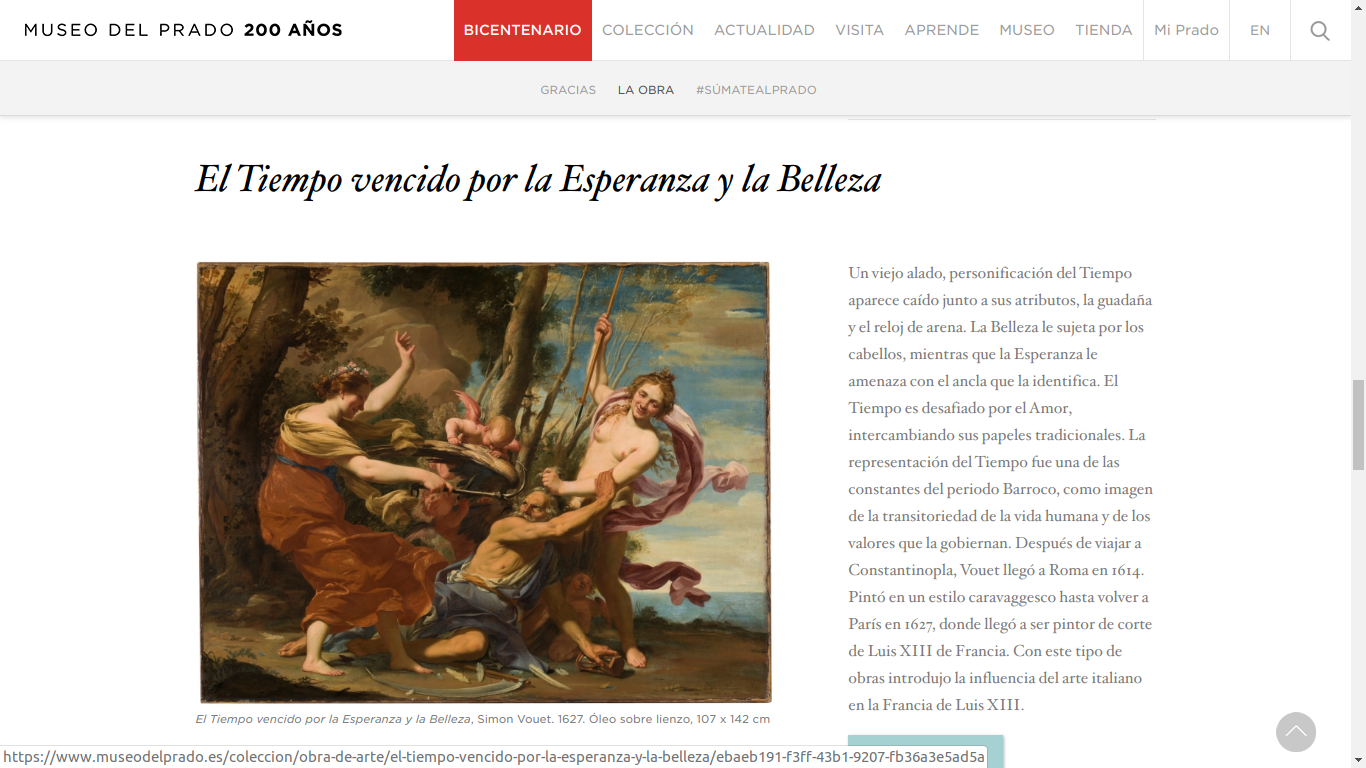 MUSEO DEL PRADO 200 AÑOS
BICENTENARIO COLECCIÓN ACTUALIDAD VISITA APRENDE MUSEO TIENDA Mi Prado EN
GRACIAS LA OBRA #SÚMATEALPRADO
El Tiempo vencido por la Esperanza y la Belleza
Un viejo alado, personificación del Tiempo
aparece caído junto a sus atributos, la guadaña
y el reloj de arena. La Belleza le sujeta por los
cabellos, mientras que la Esperanza le
amenaza con el ancla que la identifica. El
Tiempo es desafiado por el Amor,
intercambiando sus papeles tradicionales. La
representación del Tiempo fue una de las
constantes del periodo Barroco, como imagen
de la transitoriedad de la vida humana y de los
valores que la gobiernan. Después de viajar a
Constantinopla, Vouet llegó a Roma en 1614.
Pintó en un estilo caravaggesco hasta volver a
París en 1627, donde llegó a ser pintor de corte
de Luis XIII de Francia. Con este tipo de
obras introdujo la influencia del arte italiano
en la Francia de Luis XIII.
El Tiempo vencido por la Esperanza y la Belleza, Simon Vouet. 1627. Óleo sobre lienzo, 107 x 142 cm
https://www.museodelprado.es/coleccion/obra-de-arte/el-tiempo-vencido-por-la-esperanza-y-la-belleza/ebaeb191-f3ff-43b1-9207-fb36a3e5ad5a